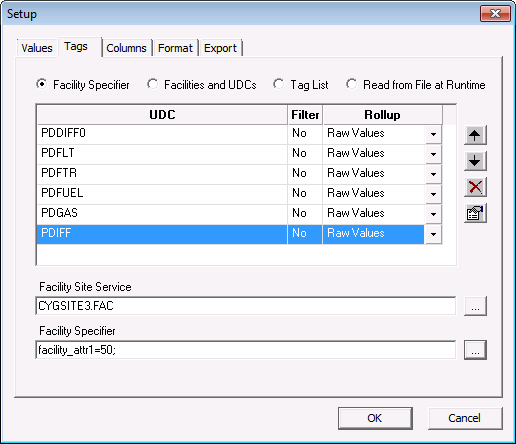 Setup
Values Tags Columns Format Export
Facility Specifier Facilities and UDCs Tag List Read from File at Runtime
UDC Filter Rollup
PDDIFF0 No Raw Values
PDFLT No Raw Values
PDFTR No Raw Values
PDFUEL No Raw Values
PDGAS No Raw Values
PDIFF No Raw Values
Facility Site Service
CYGSITE3.FAC ...
Facility Specifier
facility_attr1=50; ...
OK Cancel